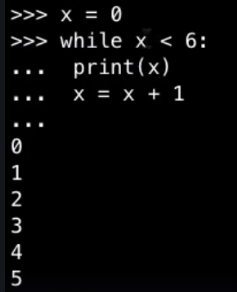 >>> x = 0
>>> while x < 6:
...  print(x)
...  x = x + 1
...
0
1
2
3
4
5